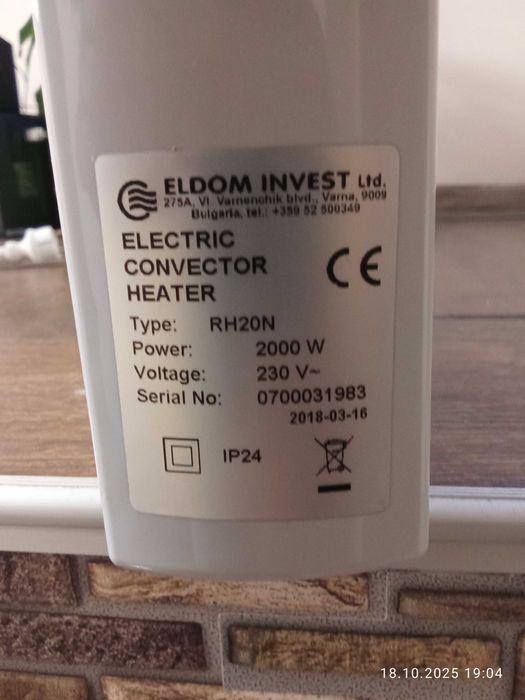 ELDOM INVEST Ltd.
275A, Vl. Varnenchik blvd., Varna, 9009
Bulgaria, tel.: +359 52 500349
ELECTRIC
CONVECTOR
HEATER
CE
Type: RH20N
Power: 2000 W
Voltage: 230 V~
Serial No: 0700031983
2018-03-16
IP24
18.10.2025 19:04